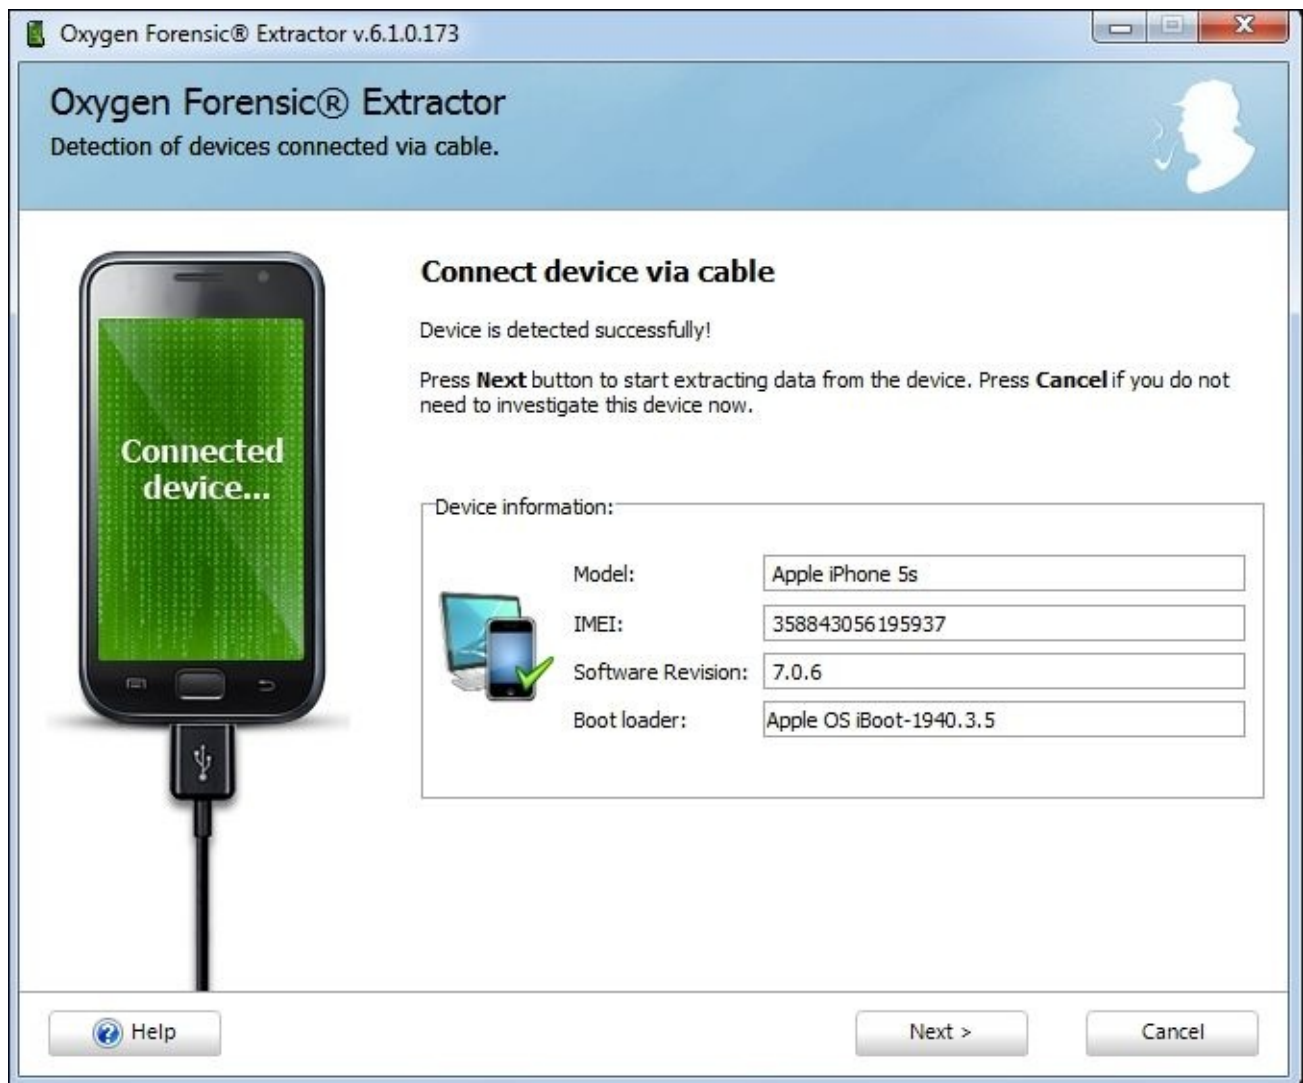 Oxygen Forensic® Extractor v.6.1.0.173
Oxygen Forensic® Extractor
Detection of devices connected via cable.
Connected
device...
Connect device via cable
Device is detected successfully!
Press Next button to start extracting data from the device. Press Cancel if you do not
need to investigate this device now.
Device information:
Model: Apple iPhone 5s
IMEI: 358843056195937
Software Revision: 7.0.6
Boot loader: Apple OS iBoot-1940.3.5
Help Next > Cancel